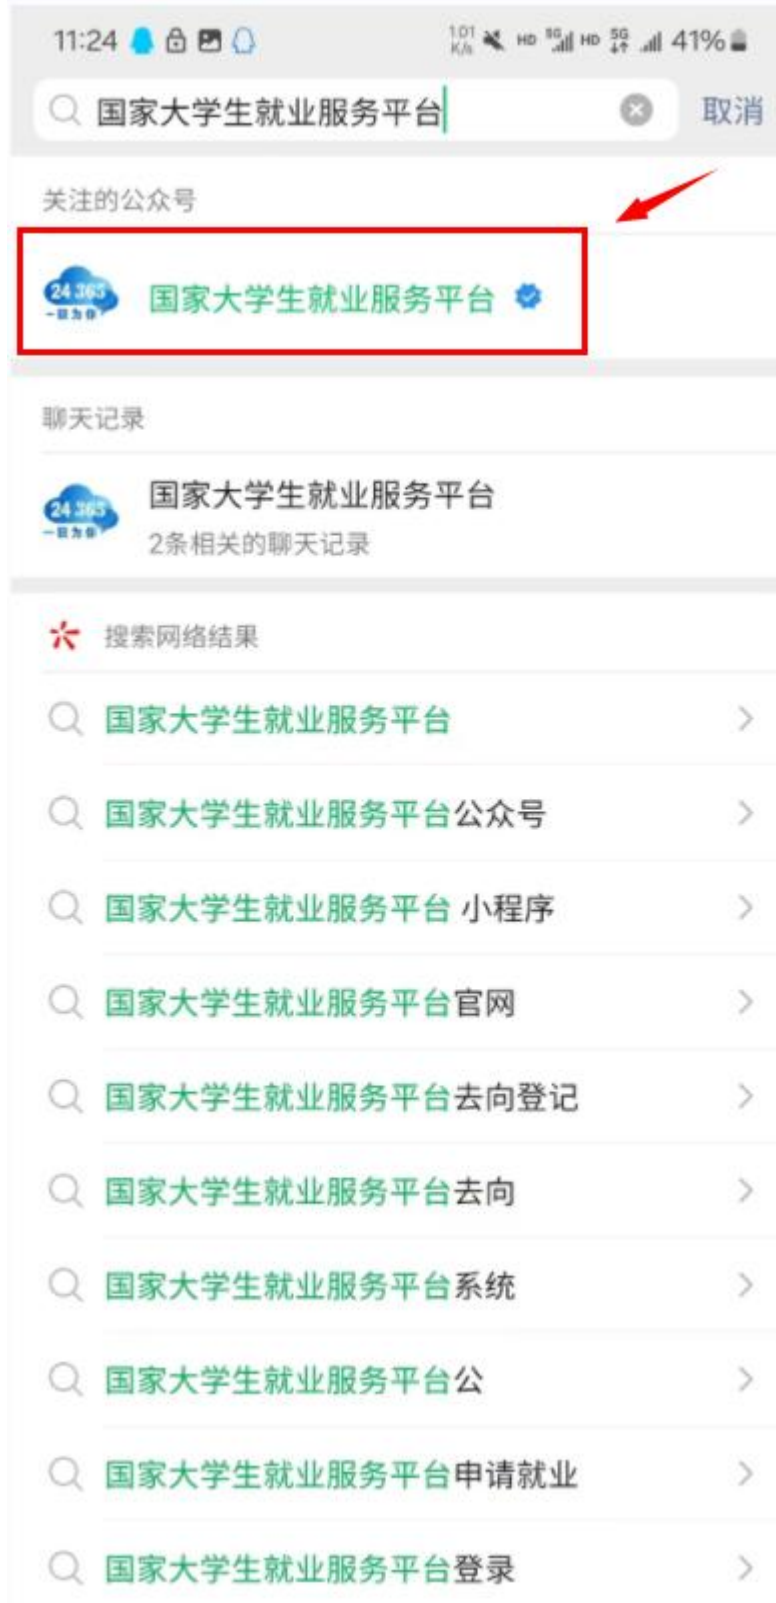 11:24
1.01 K/s HD 5G HD 5G 41%
国家大学生就业服务平台 取消
关注的公众号
24 365
国家大学生就业服务平台
聊天记录
24 365
国家大学生就业服务平台
2条相关的聊天记录
搜索网络结果
国家大学生就业服务平台
国家大学生就业服务平台公众号
国家大学生就业服务平台 小程序
国家大学生就业服务平台官网
国家大学生就业服务平台去向登记
国家大学生就业服务平台去向
国家大学生就业服务平台系统
国家大学生就业服务平台公
国家大学生就业服务平台申请就业
国家大学生就业服务平台登录